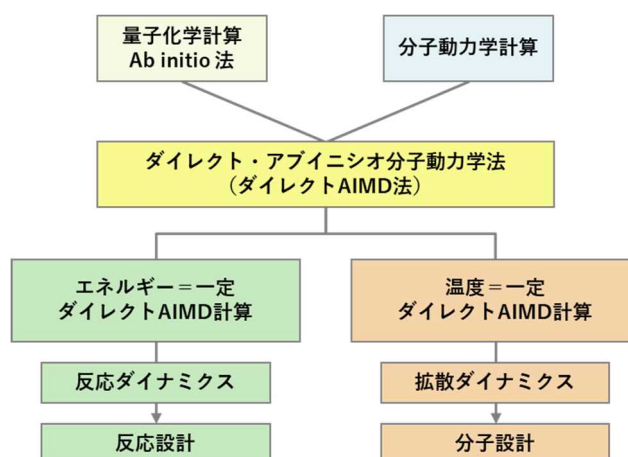 量子化学計算
Ab initio 法
分子動力学計算
ダイレクト・アブイニシオ分子動力学法
（ダイレクトAIMD法）
エネルギー＝一定
ダイレクトAIMD計算
温度＝一定
ダイレクトAIMD計算
反応ダイナミクス
拡散ダイナミクス
反応設計
分子設計